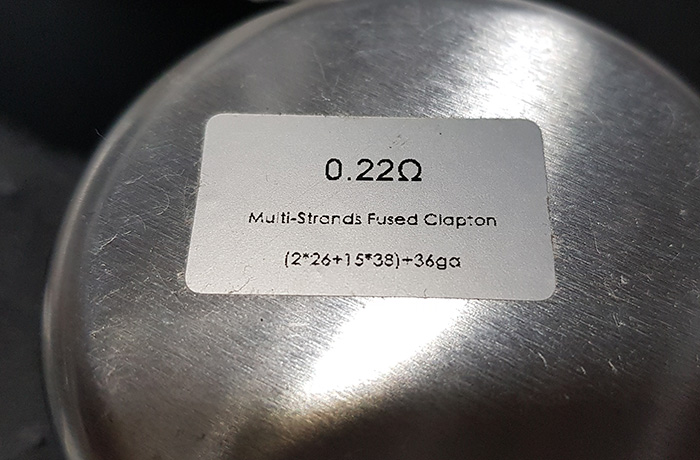 0.22Ω
Multi-Strands Fused Clapton
(2*26+15*38)+36ga